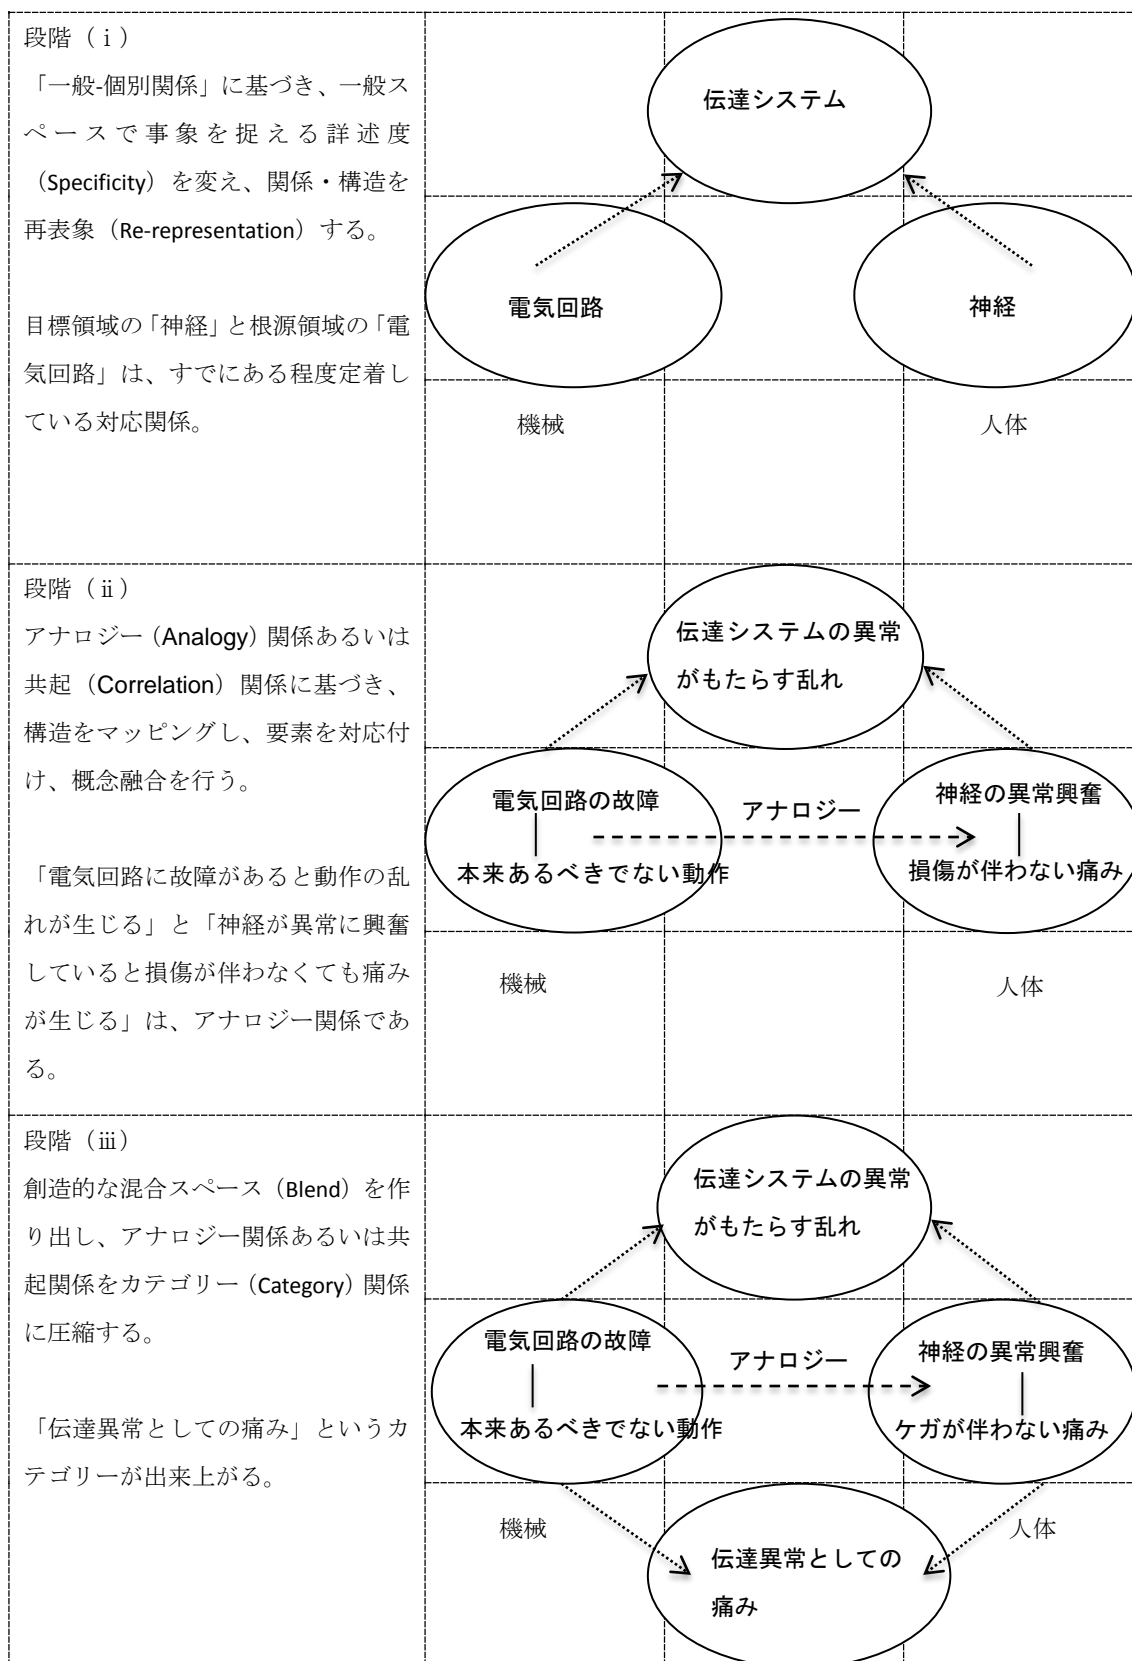 段階（ⅰ）
「一般-個別関係」に基づき、一般ス
ペースで事象を捉える詳述度
（Specificity）を変え、関係・構造を
再表象（Re-representation）する。
目標領域の「神経」と根源領域の「電
気回路」は、すでにある程度定着し
ている対応関係。
伝達システム
電気回路
神経
機械
人体
段階（ⅱ）
アナロジー（Analogy）関係あるいは
共起（Correlation）関係に基づき、
構造をマッピングし、要素を対応付
け、概念融合を行う。
「電気回路に故障があると動作の乱
れが生じる」と「神経が異常に興奮
していると損傷が伴わなくても痛み
が生じる」は、アナロジー関係であ
る。
伝達システムの異常
がもたらす乱れ
電気回路の故障
本来あるべきでない動作
アナロジー
神経の異常興奮
損傷が伴わない痛み
機械
人体
段階（ⅲ）
創造的な混合スペース（Blend）を作
り出し、アナロジー関係あるいは共
起関係をカテゴリー（Category）関係
に圧縮する。
「伝達異常としての痛み」というカ
テゴリーが出来上がる。
伝達システムの異常
がもたらす乱れ
電気回路の故障
本来あるべきでない動作
アナロジー
神経の異常興奮
ケガが伴わない痛み
機械
人体
伝達異常としての
痛み